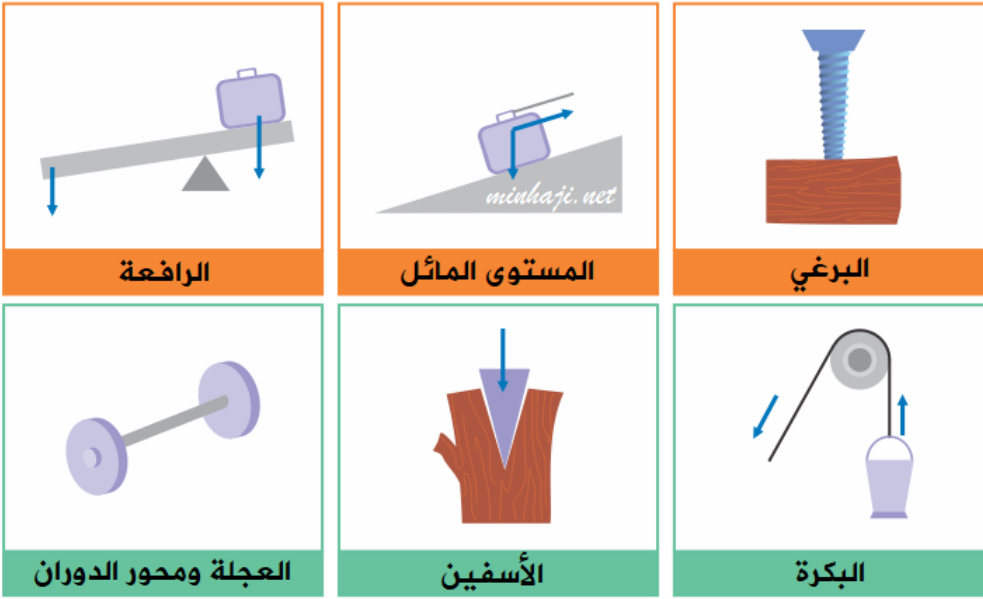 البرغي
المستوى المائل
minhaji.net
الرافعة
البكرة
الأسفين
العجلة ومحور الدوران